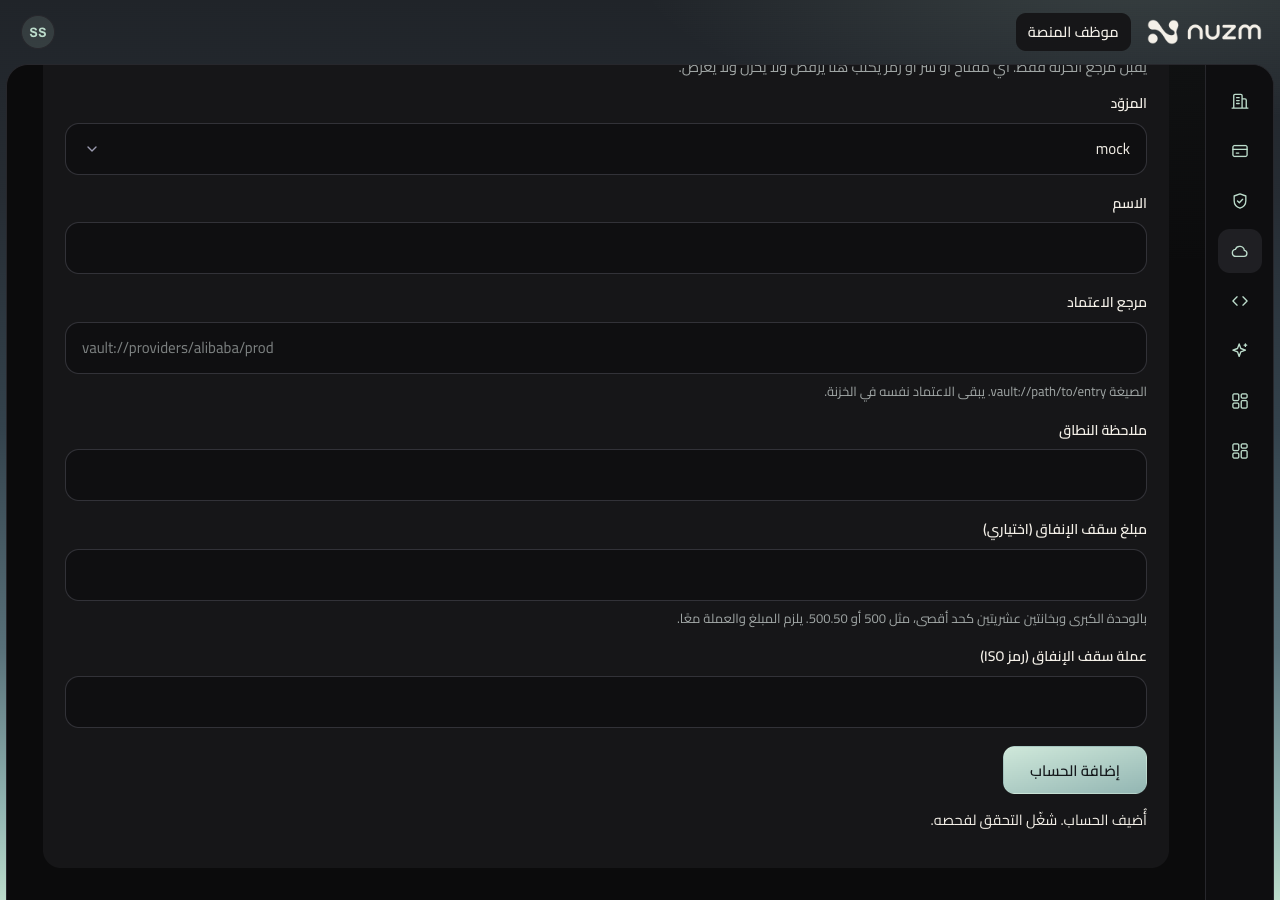 nuzm
موظف المنصة
SS
يقبل مرجع الخزنة فقط. أي مفتاح أو سر أو رمز يُكتب هنا يُرفض ولا يُخزّن ولا يُعرض.
المزوّد
mock
الاسم
مرجع الاعتماد
vault://providers/alibaba/prod
الصيغة vault://path/to/entry. يبقى الاعتماد نفسه في الخزنة.
ملاحظة النطاق
مبلغ سقف الإنفاق (اختياري)
بالوحدة الكبرى وبخانتين عشريتين كحد أقصى، مثل 500 أو 500.50. يلزم المبلغ والعملة معًا.
عملة سقف الإنفاق (رمز ISO)
إضافة الحساب
أُضيف الحساب. شغّل التحقق لفحصه.